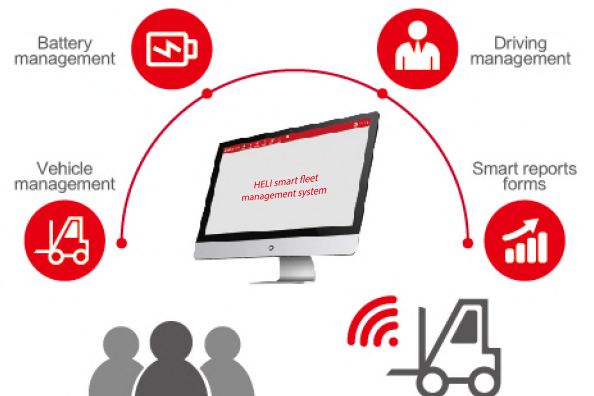 Battery
management
Driving
management
Vehicle
management
Smart reports
forms
HELI smart fleet
management system